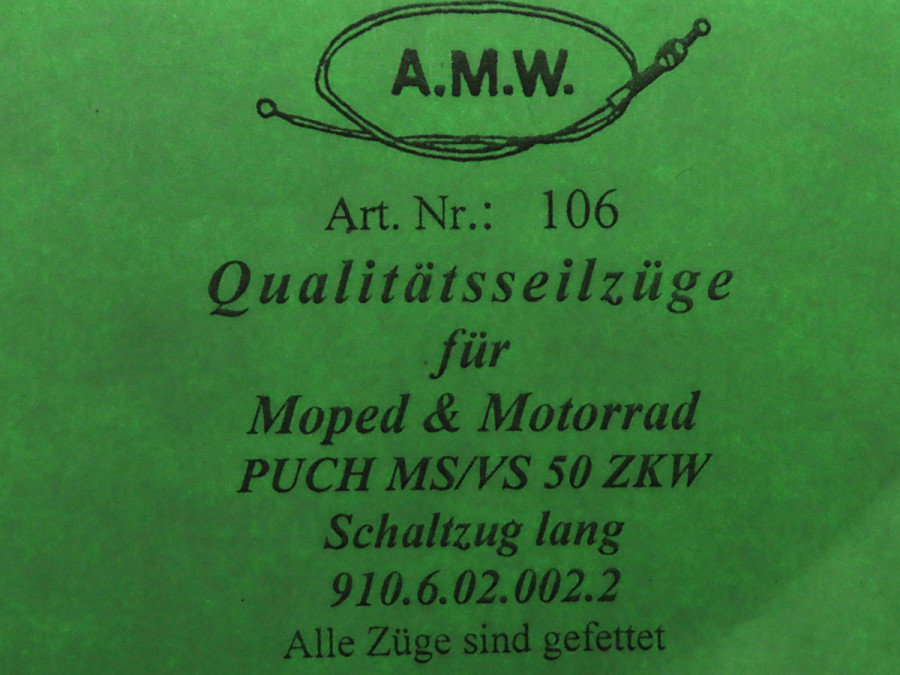 A.M.W.
Art. Nr.: 106
Qualitätsseilzüge
für
Moped & Motorrad
PUCH MS/VS 50 ZKW
Schaltzug lang
910.6.02.002.2
Alle Züge sind gefettet